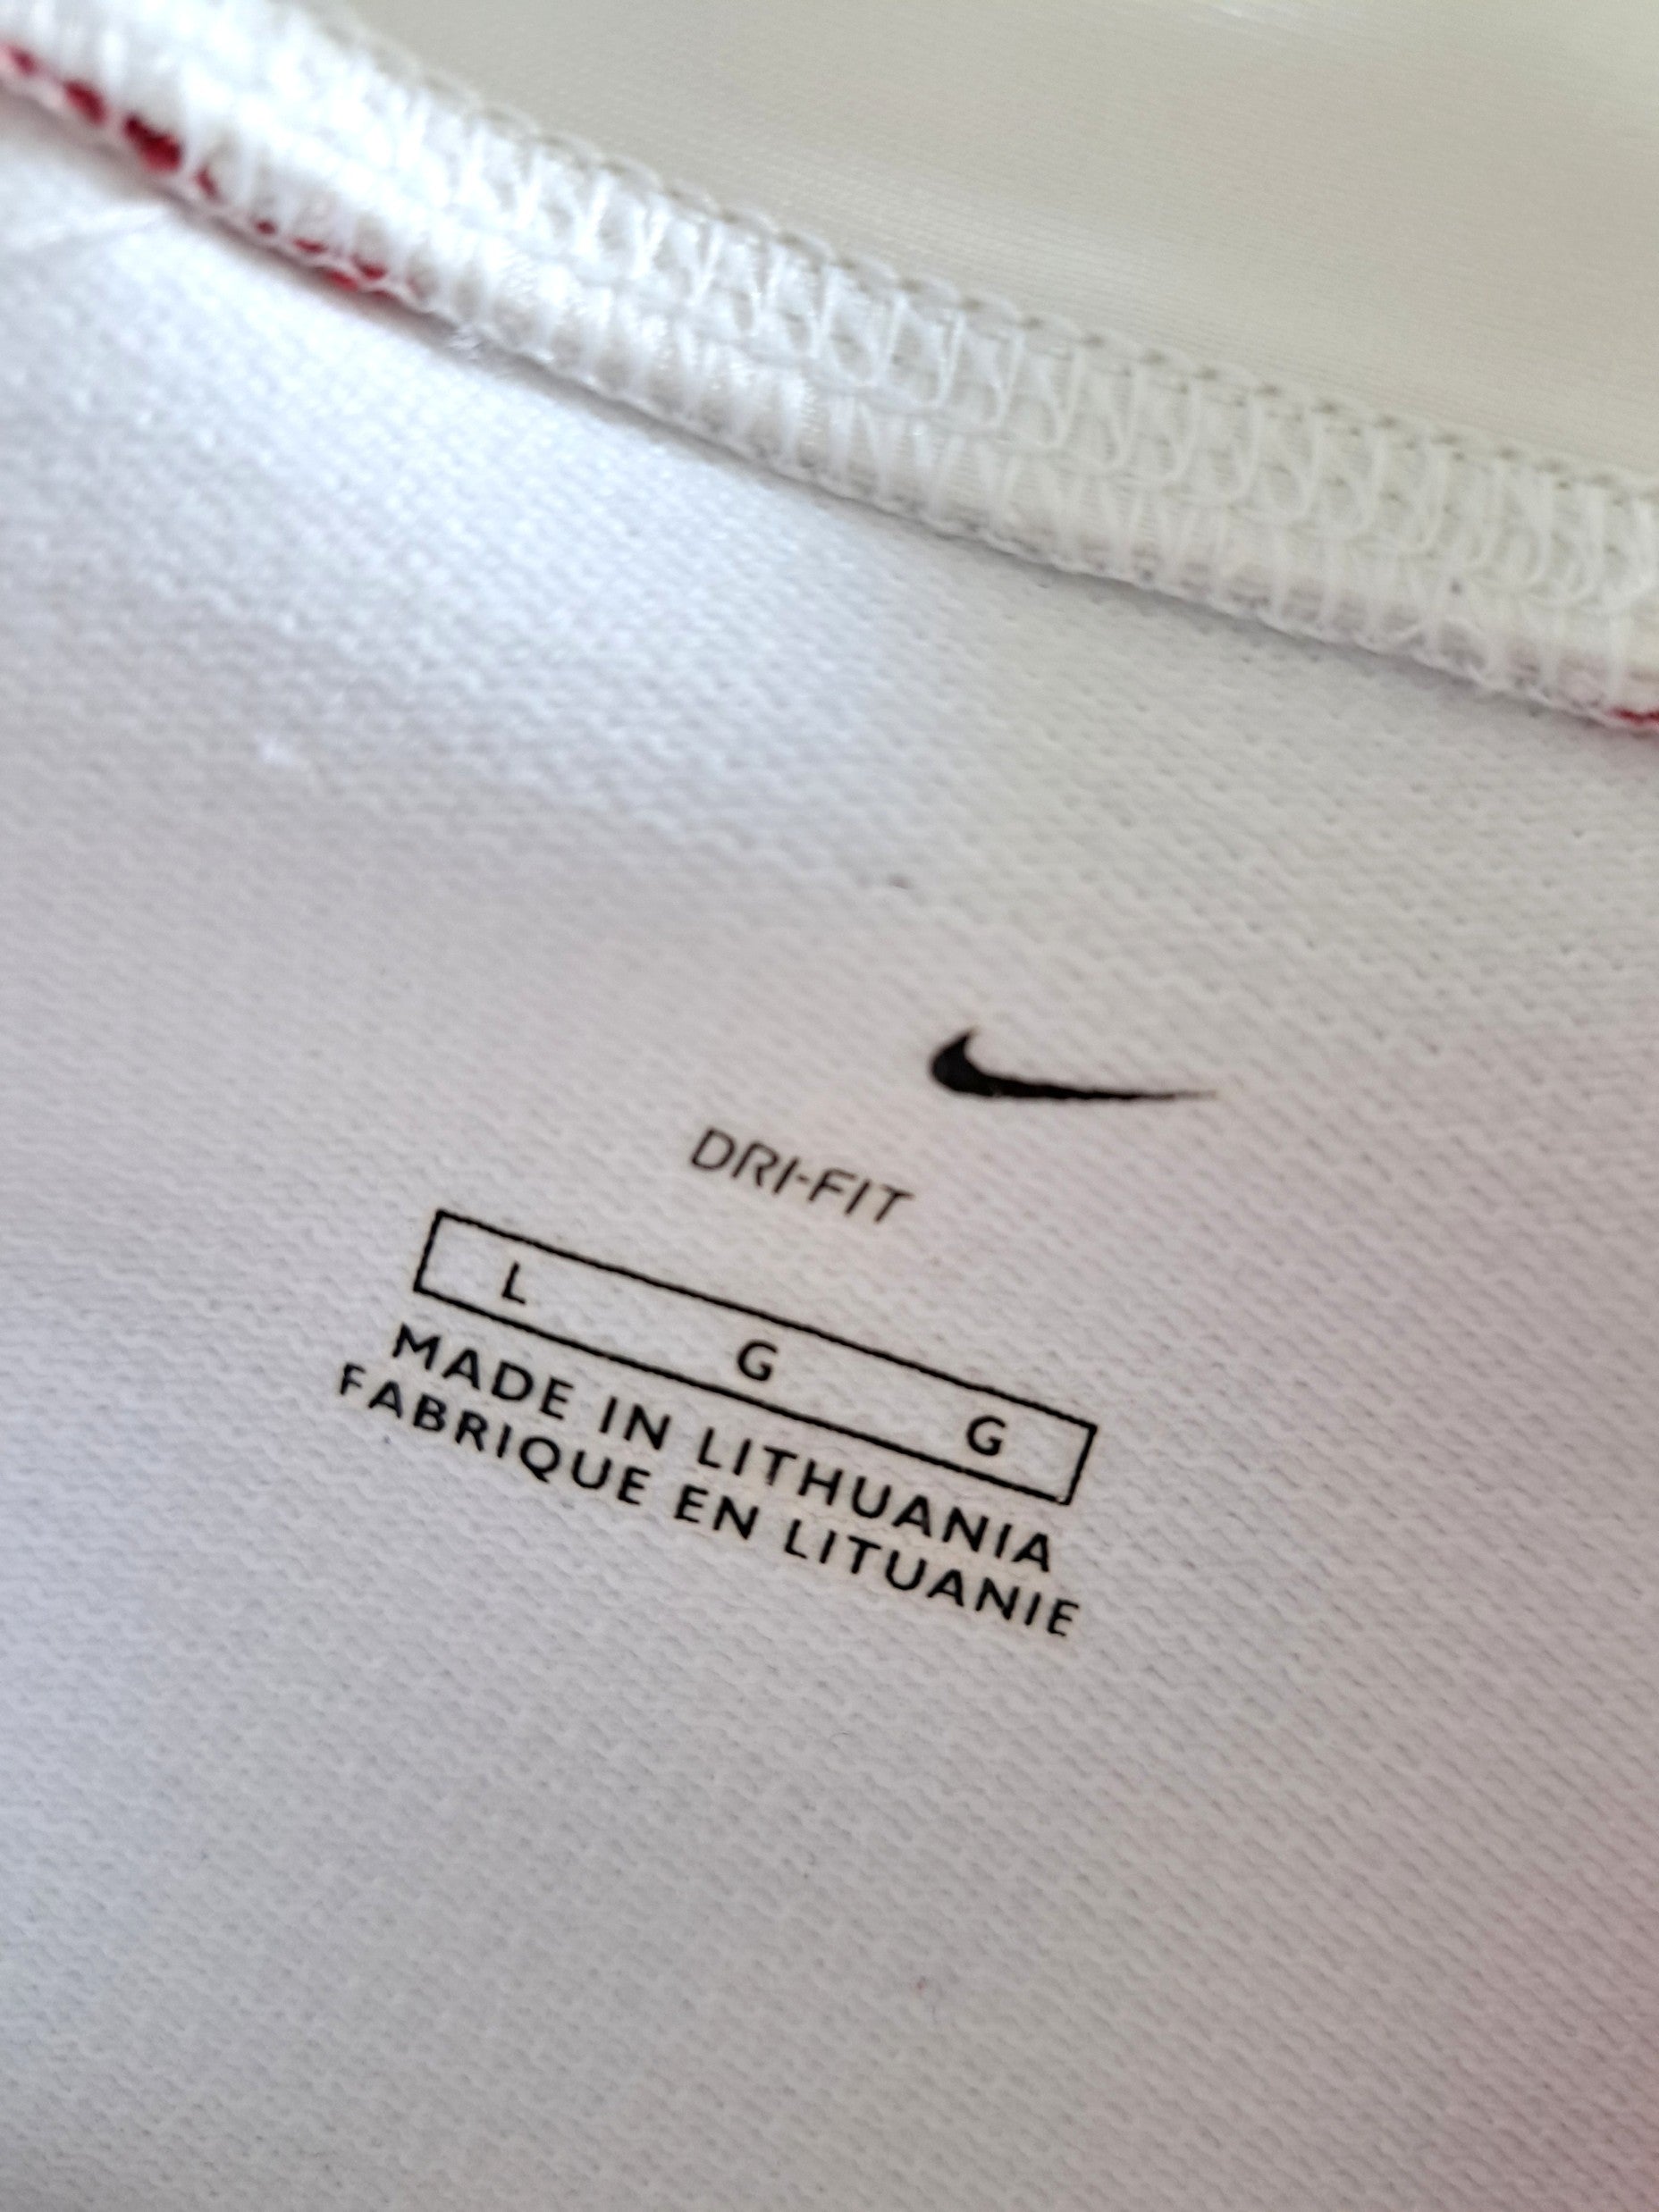 DRI-FIT
L G G
MADE IN LITHUANIA
FABRIQUE EN LITUANIE